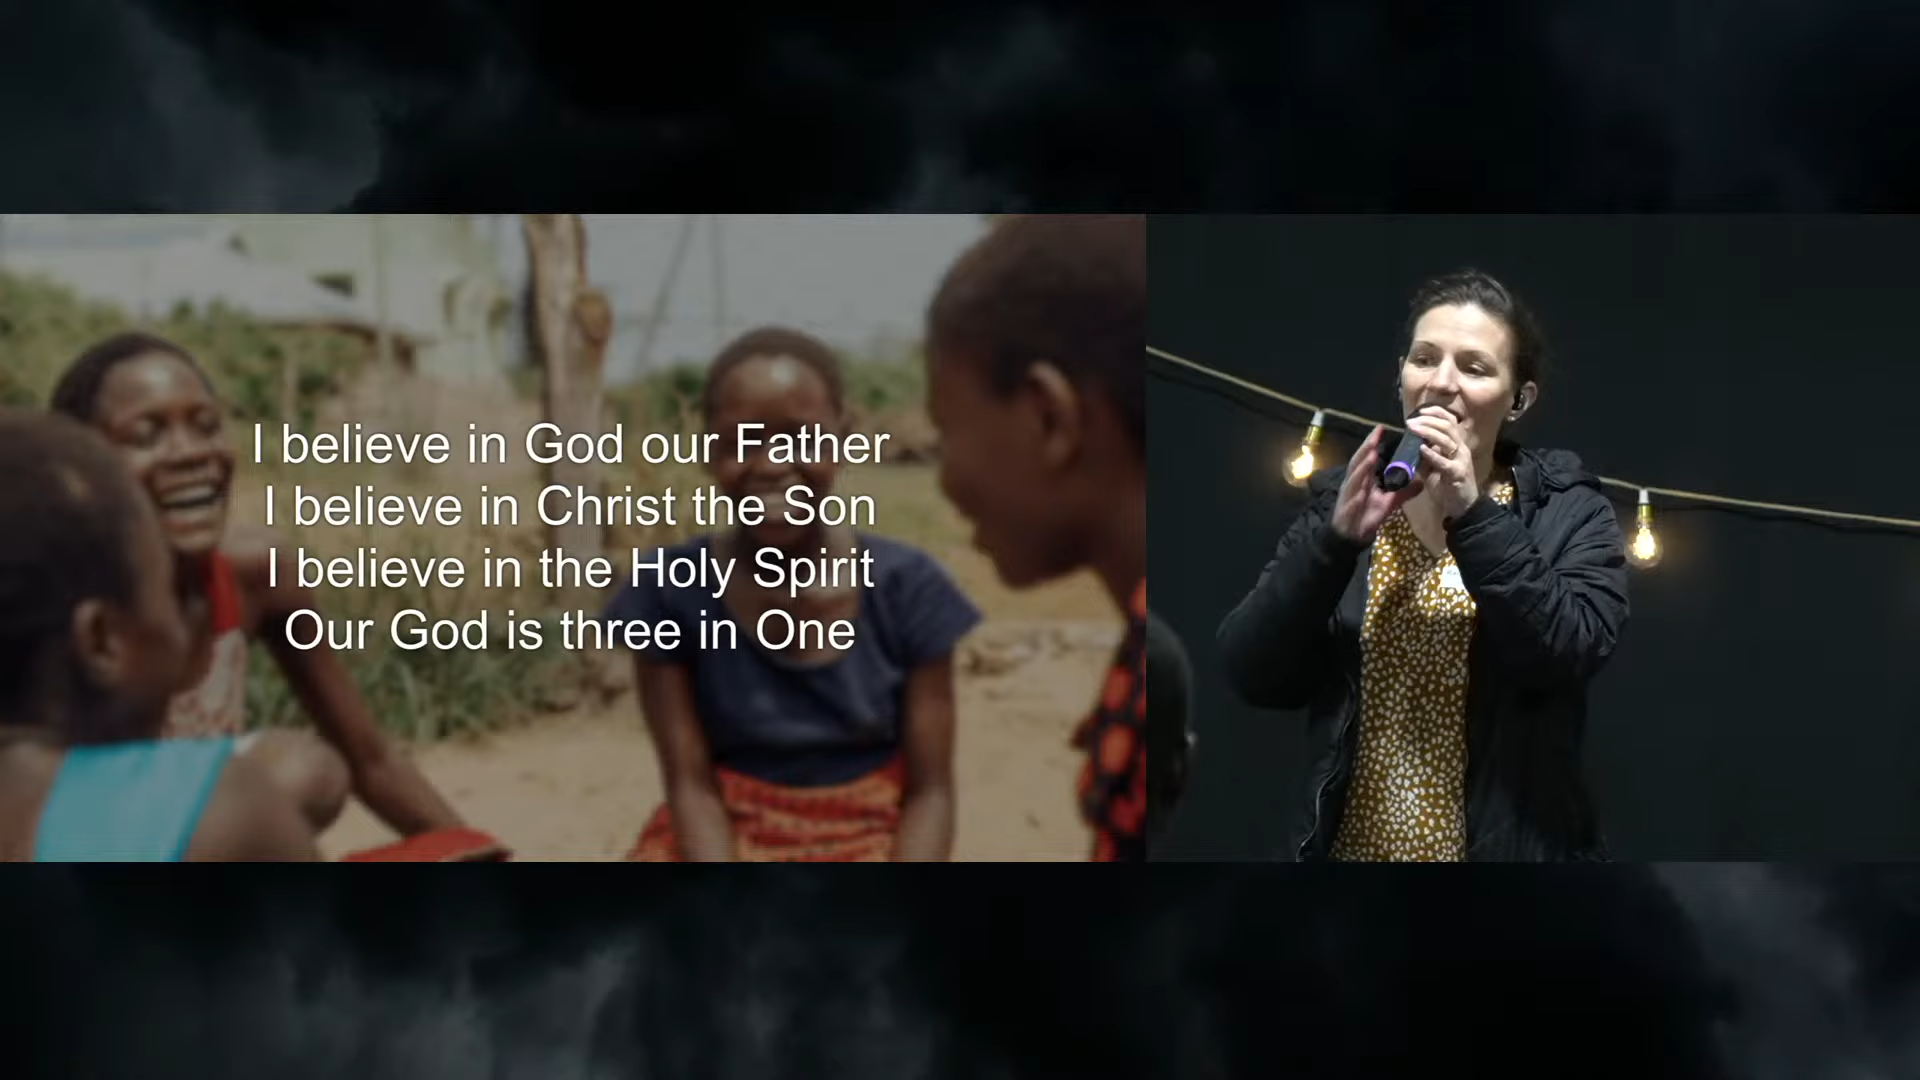 I believe in God our Father
I believe in Christ the Son
I believe in the Holy Spirit
Our God is three in One